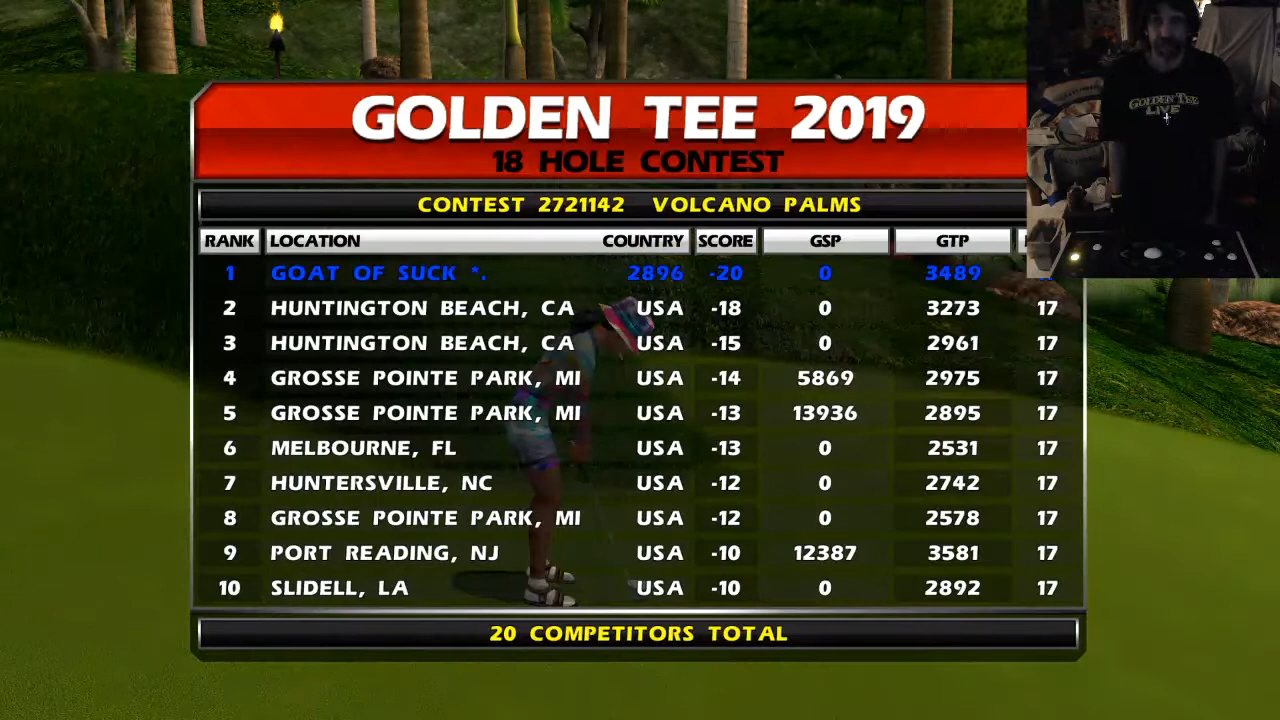 GOLDEN TEE 2019
18 HOLE CONTEST
CONTEST 2721142 VOLCANO PALMS
RANK LOCATION COUNTRY SCORE GSP GTP
1 GOAT OF SUCK *. 2896 -20 0 3489
2 HUNTINGTON BEACH, CA USA -18 0 3273 17
3 HUNTINGTON BEACH, CA USA -15 0 2961 17
4 GROSSE POINTE PARK, MI USA -14 5869 2975 17
5 GROSSE POINTE PARK, MI USA -13 13936 2895 17
6 MELBOURNE, FL USA -13 0 2531 17
7 HUNTERSVILLE, NC USA -12 0 2742 17
8 GROSSE POINTE PARK, MI USA -12 0 2578 17
9 PORT READING, NJ USA -10 12387 3581 17
10 SLIDELL, LA USA -10 0 2892 17
20 COMPETITORS TOTAL
GOLDEN TEE
LIVE